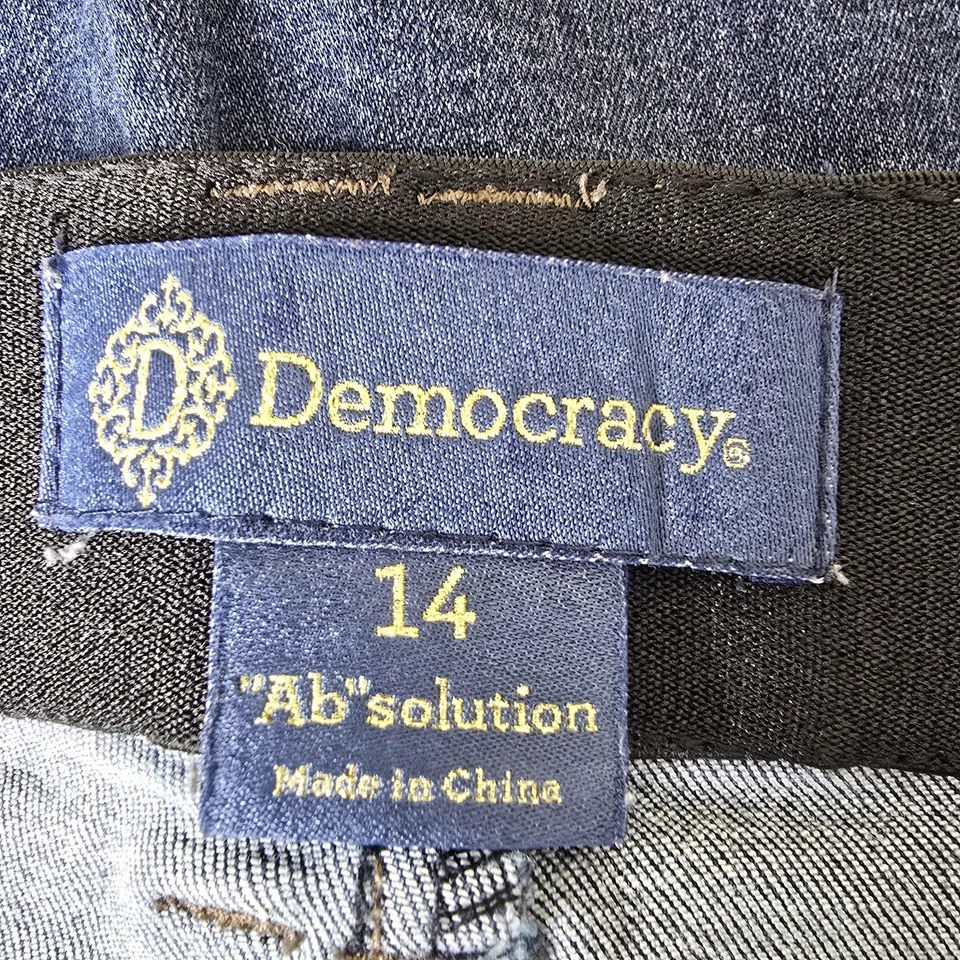 D
Democracy®
14
"Ab"solution
Made in China